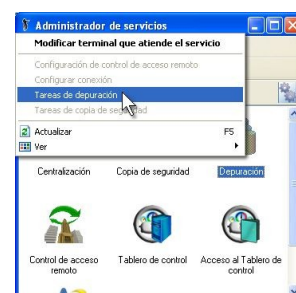 Administrador de servicios
Modificar terminal que atiende el servicio
Configuración de control de acceso remoto
Configurar conexión
Tareas de depuración
Tareas de copia de seguridad
Actualizar F5
Ver
Centralización Copia de seguridad Depuración
Control de acceso remoto
Tablero de control
Acceso al Tablero de control